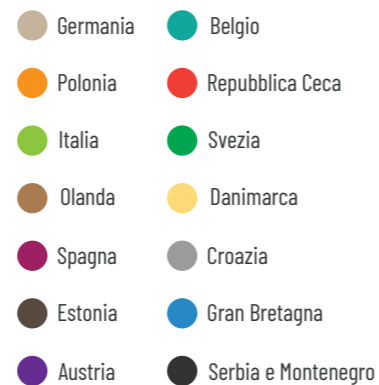 Germania
Belgio
Polonia
Repubblica Ceca
Italia
Svezia
Olanda
Danimarca
Spagna
Croazia
Estonia
Gran Bretagna
Austria
Serbia e Montenegro